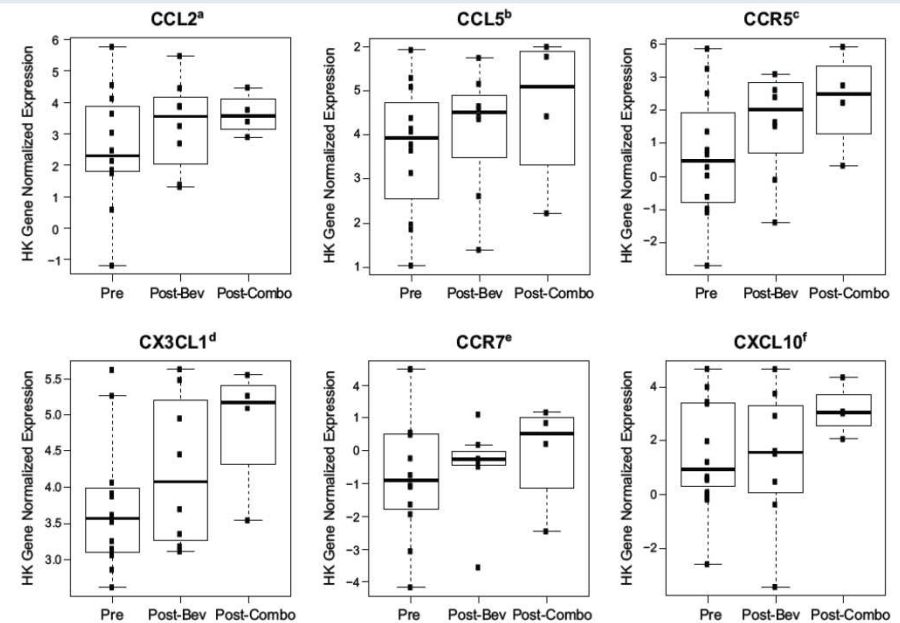 CCL2a
CCL5b
CCR5c
HK Gene Normalized Expression
6
5
4
3
2
1
0
−1
Pre Post-Bev Post-Combo
HK Gene Normalized Expression
2
5
4
3
2
1
Pre Post-Bev Post-Combo
HK Gene Normalized Expression
6
3
2
1
0
−1
−2
Pre Post-Bev Post-Combo
CX3CL1d
CCR7e
CXCL10f
HK Gene Normalized Expression
5.5
5.0
4.5
4.0
3.5
3.0
Pre Post-Bev Post-Combo
HK Gene Normalized Expression
4
1
0
−1
−2
−3
−4
Pre Post-Bev Post-Combo
HK Gene Normalized Expression
4
2
0
−2
Pre Post-Bev Post-Combo